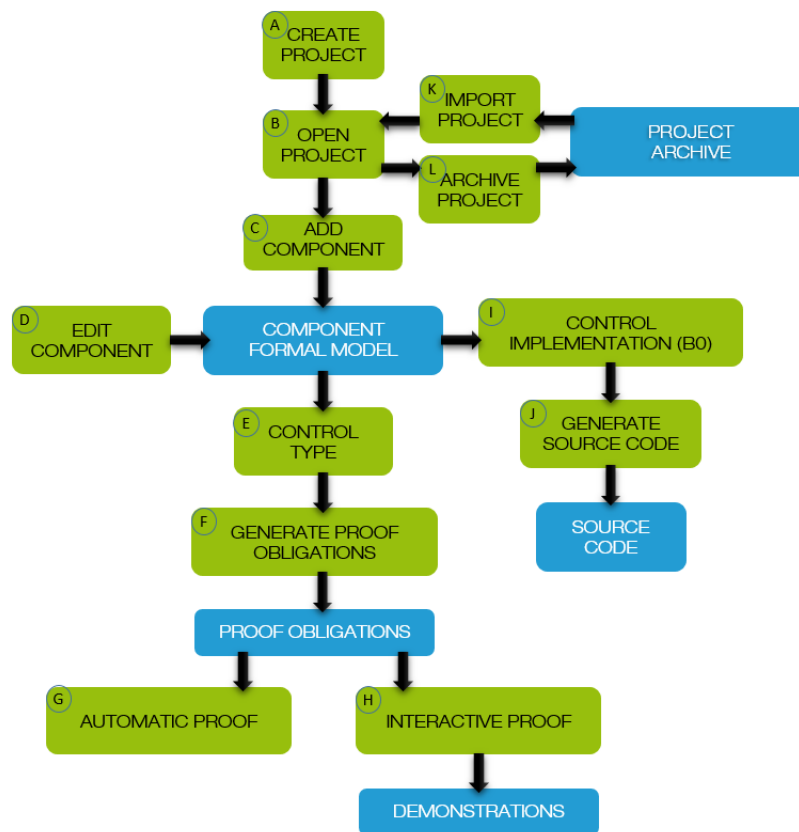 A
CREATE
PROJECT
K
IMPORT
PROJECT
B
OPEN
PROJECT
PROJECT
ARCHIVE
L
ARCHIVE
PROJECT
C
ADD
COMPONENT
D
EDIT
COMPONENT
COMPONENT
FORMAL MODEL
I
CONTROL
IMPLEMENTATION (B0)
E
CONTROL
TYPE
J
GENERATE
SOURCE CODE
F
GENERATE PROOF
OBLIGATIONS
SOURCE
CODE
PROOF OBLIGATIONS
G
AUTOMATIC PROOF
H
INTERACTIVE PROOF
DEMONSTRATIONS